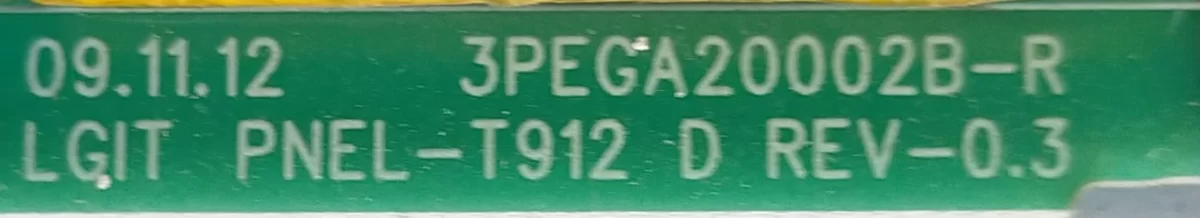 09.11.12 3PEGA20002B-R
LGIT PNEL-T912 D REV-0.3